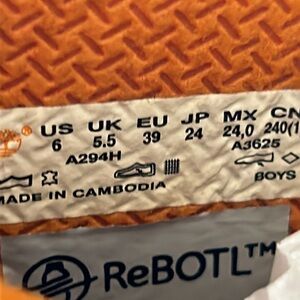 US UK EU JP MX CN
6 5.5 39 24 24,0 240(1
A294H A3625
BOYS
MADE IN CAMBODIA
ReBOTL™